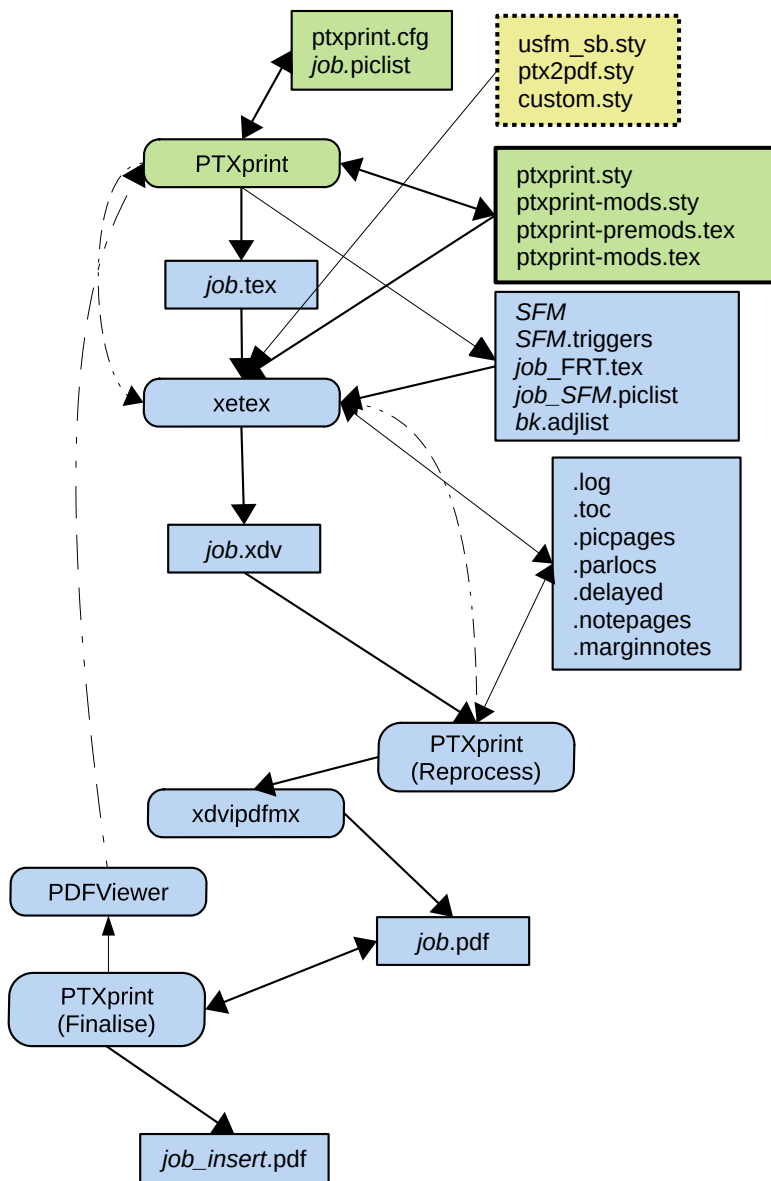 ptxprint.cfg
job.piclist
usfm_sb.sty
ptx2pdf.sty
custom.sty
PTXprint
ptxprint.sty
ptxprint-mods.sty
ptxprint-premods.tex
ptxprint-mods.tex
job.tex
SFM
SFM.triggers
job_FRT.tex
job_SFM.piclist
bk.adjlist
xetex
.log
.toc
.picpages
.parlocs
.delayed
.notepages
.marginnotes
job.xdv
PTXprint
(Reprocess)
xdvipdfmx
PDFViewer
job.pdf
PTXprint
(Finalise)
job_insert.pdf